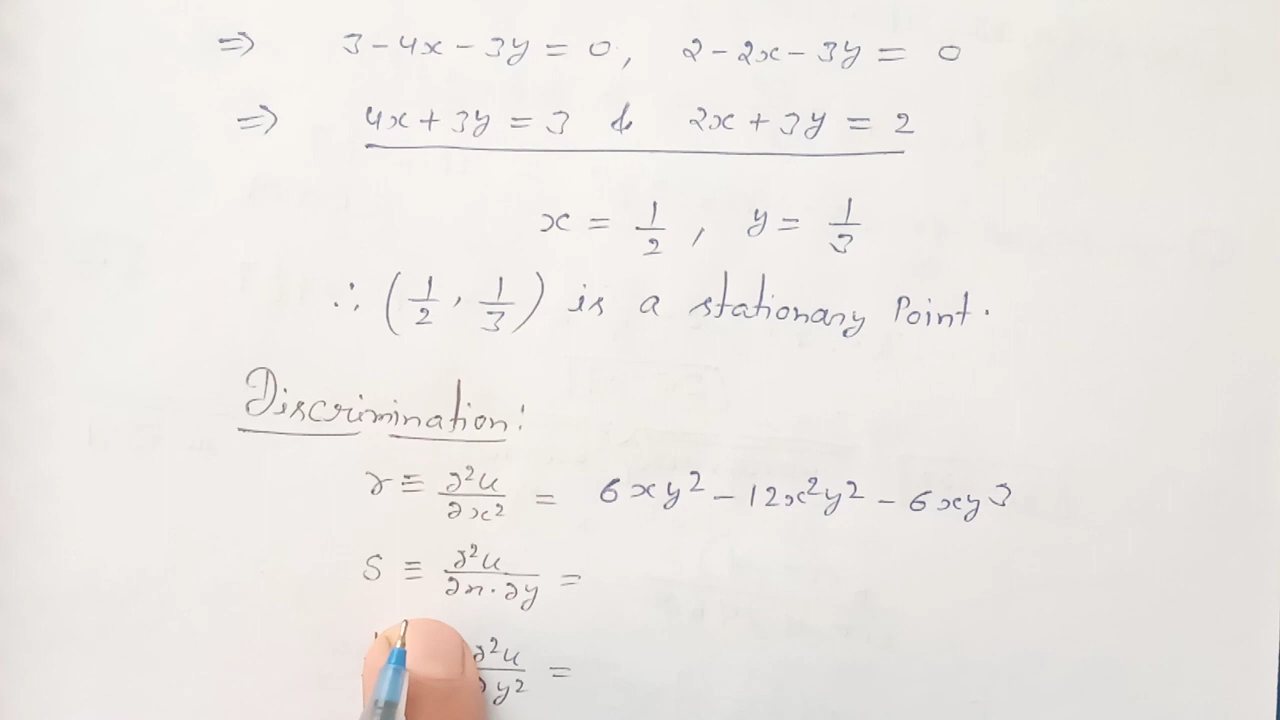 ⇒ 3-4x-3y=0, 2-2x-3y=0
⇒ 4x+3y=3 & 2x+3y=2
x = 1/2, y = 1/3
∴ (1/2, 1/3) is a stationary Point.
Discrimination:
r ≡ ∂²u/∂x² = 6xy² - 12x²y² - 6xy³
S ≡ ∂²u/∂x·∂y =
∂²u/∂y² =